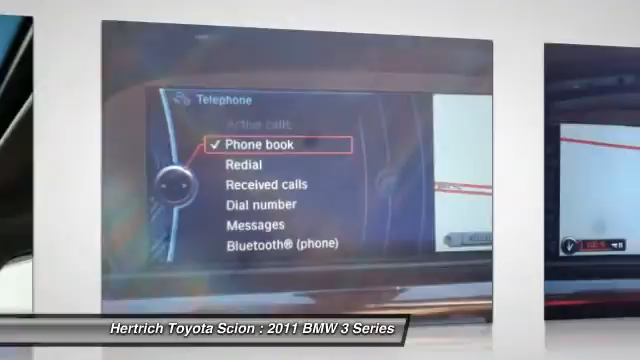 Telephone
Active calls
Phone book
Redial
Received calls
Dial number
Messages
Bluetooth® (phone)
Hertrich Toyota Scion : 2011 BMW 3 Series